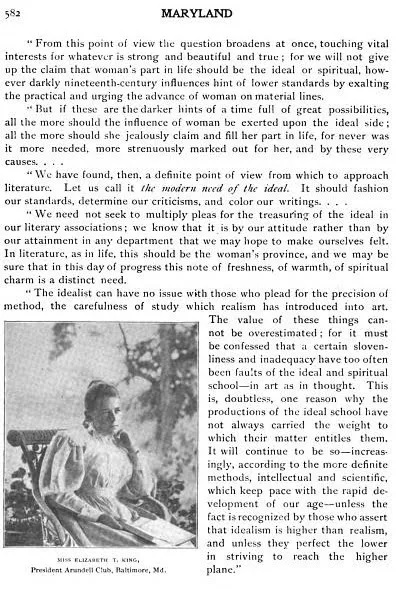 582
MARYLAND
" From this point of view the question broadens at once, touching vital
interests for whatever is strong and beautiful and true ; for we will not give
up the claim that woman's part in life should be the ideal or spiritual, how-
ever darkly nineteenth-century influences hint of lower standards by exalting
the practical and urging the advance of woman on material lines.
" But if these are the darker hints of a time full of great possibilities,
all the more should the influence of woman be exerted upon the ideal side ;
all the more should she jealously claim and fill her part in life, for never was
it more needed, more strenuously marked out for her, and by these very
causes. . . .
" We have found, then, a definite point of view from which to approach
literature. Let us call it the modern need of the ideal. It should fashion
our standards, determine our criticisms, and color our writings. . . .
" We need not seek to multiply pleas for the treasuring of the ideal in
our literary associations ; we know that it is by our attitude rather than by
our attainment in any department that we may hope to make ourselves felt.
In literature, as in life, this should be the woman's province, and we may be
sure that in this day of progress this note of freshness, of warmth, of spiritual
charm is a distinct need.
" The idealist can have no issue with those who plead for the precision of
method, the carefulness of study which realism has introduced into art.
The value of these things can-
not be overestimated ; for it must
be confessed that a certain sloven-
liness and inadequacy have too often
been faults of the ideal and spiritual
school—in art as in thought. This
is, doubtless, one reason why the
productions of the ideal school have
not always carried the weight to
which their matter entitles them.
It will continue to be so—increas-
ingly, according to the more definite
methods, intellectual and scientific,
which keep pace with the rapid de-
velopment of our age—unless the
fact is recognized by those who assert
that idealism is higher than realism,
and unless they perfect the lower
in striving to reach the higher
plane."
MISS ELIZABETH T. KING,
President Arundell Club, Baltimore, Md.